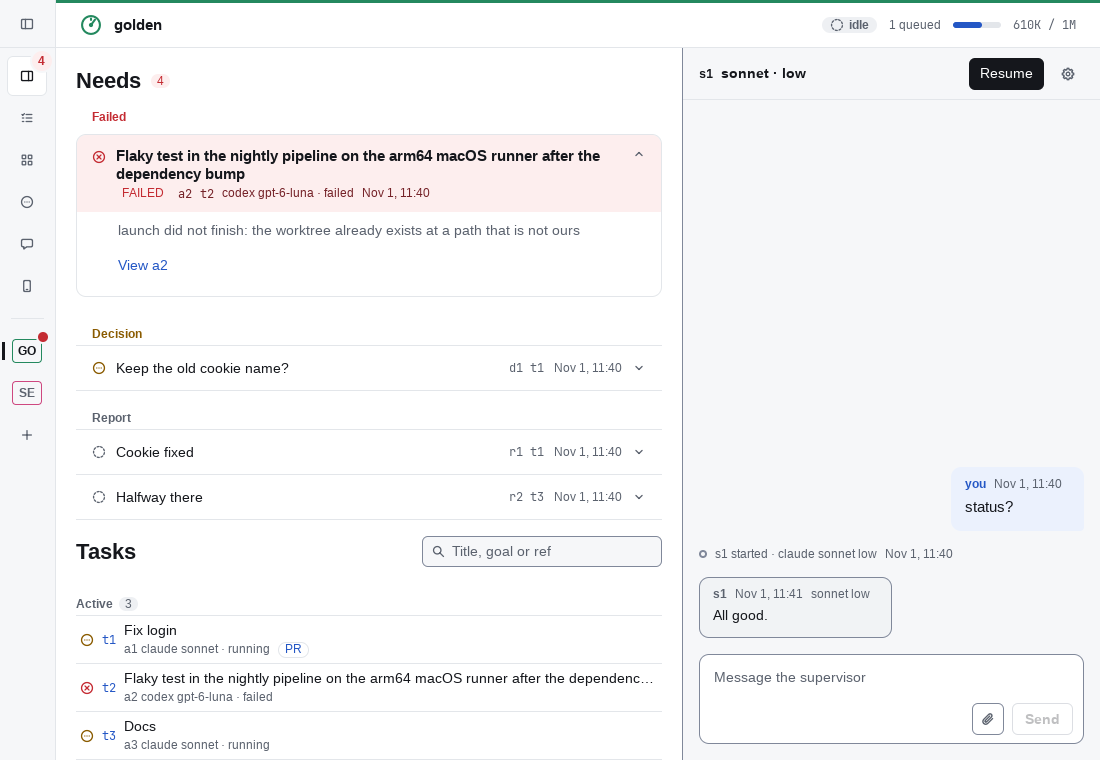 golden
idle
1 queued
610K / 1M
4
GO
SE
Needs 4
Failed
Flaky test in the nightly pipeline on the arm64 macOS runner after the
dependency bump
FAILED a2 t2 codex gpt-6-luna · failed Nov 1, 11:40
launch did not finish: the worktree already exists at a path that is not ours
View a2
Decision
Keep the old cookie name? d1 t1 Nov 1, 11:40
Report
Cookie fixed r1 t1 Nov 1, 11:40
Halfway there r2 t3 Nov 1, 11:40
Tasks
Title, goal or ref
Active 3
t1 Fix login
a1 claude sonnet · running PR
t2 Flaky test in the nightly pipeline on the arm64 macOS runner after the dependenc…
a2 codex gpt-6-luna · failed
t3 Docs
a3 claude sonnet · running
s1 sonnet · low
Resume
you Nov 1, 11:40
status?
s1 started · claude sonnet low Nov 1, 11:40
s1 Nov 1, 11:41 sonnet low
All good.
Message the supervisor
Send